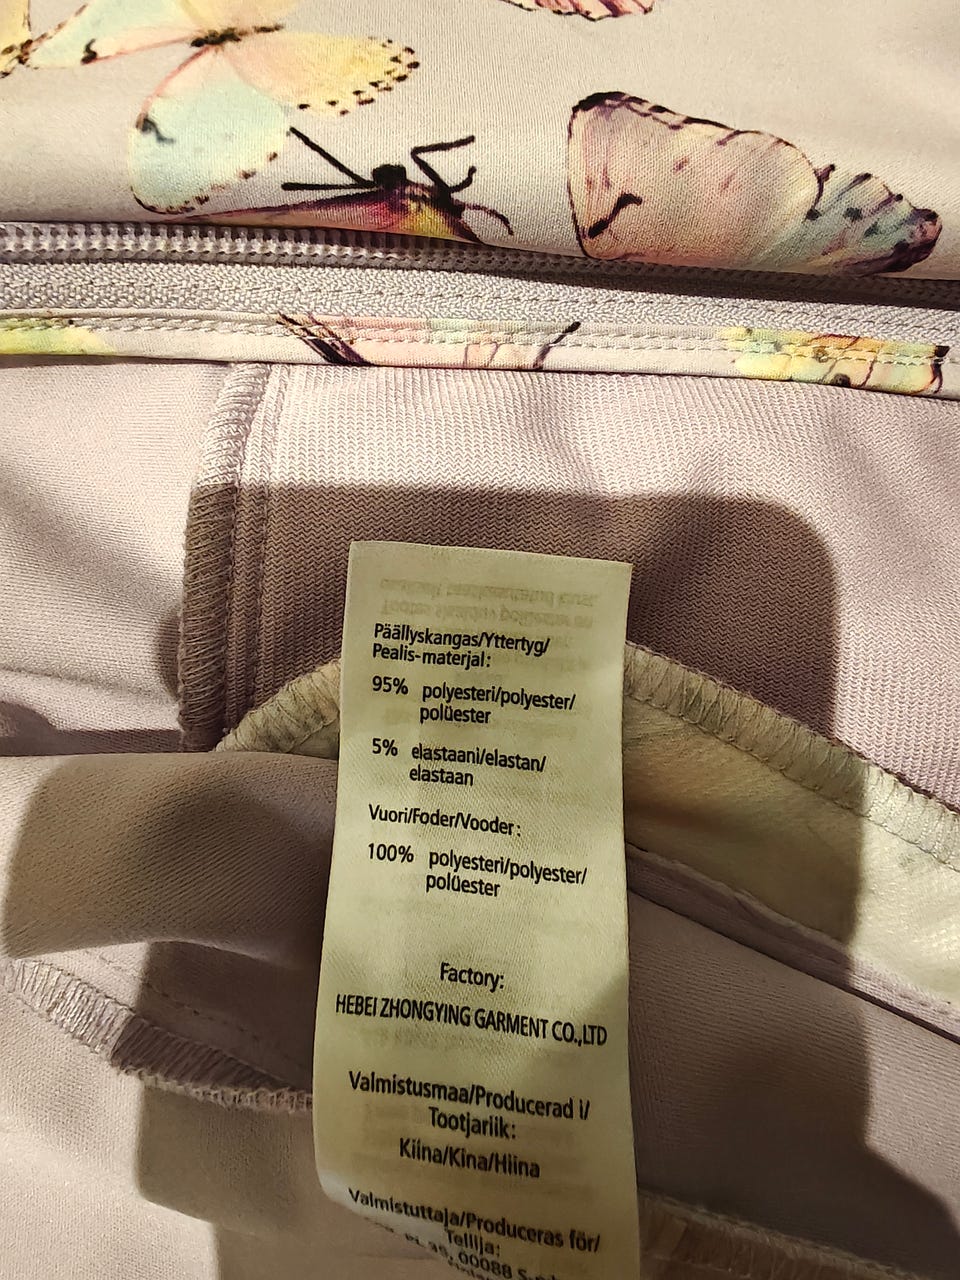 Päällyskangas/Yttertyg/
Pealis-materjal:
95% polyesteri/polyester/
polüester
5% elastaani/elastan/
elastaan
Vuori/Foder/Vooder:
100% polyesteri/polyester/
polüester
Factory:
HEBEI ZHONGYING GARMENT CO.,LTD
Valmistusmaa/Producerad i/
Tootjariik:
Kiina/Kina/Hiina
Valmistuttaja/Produceras för/
Tellija:
00088